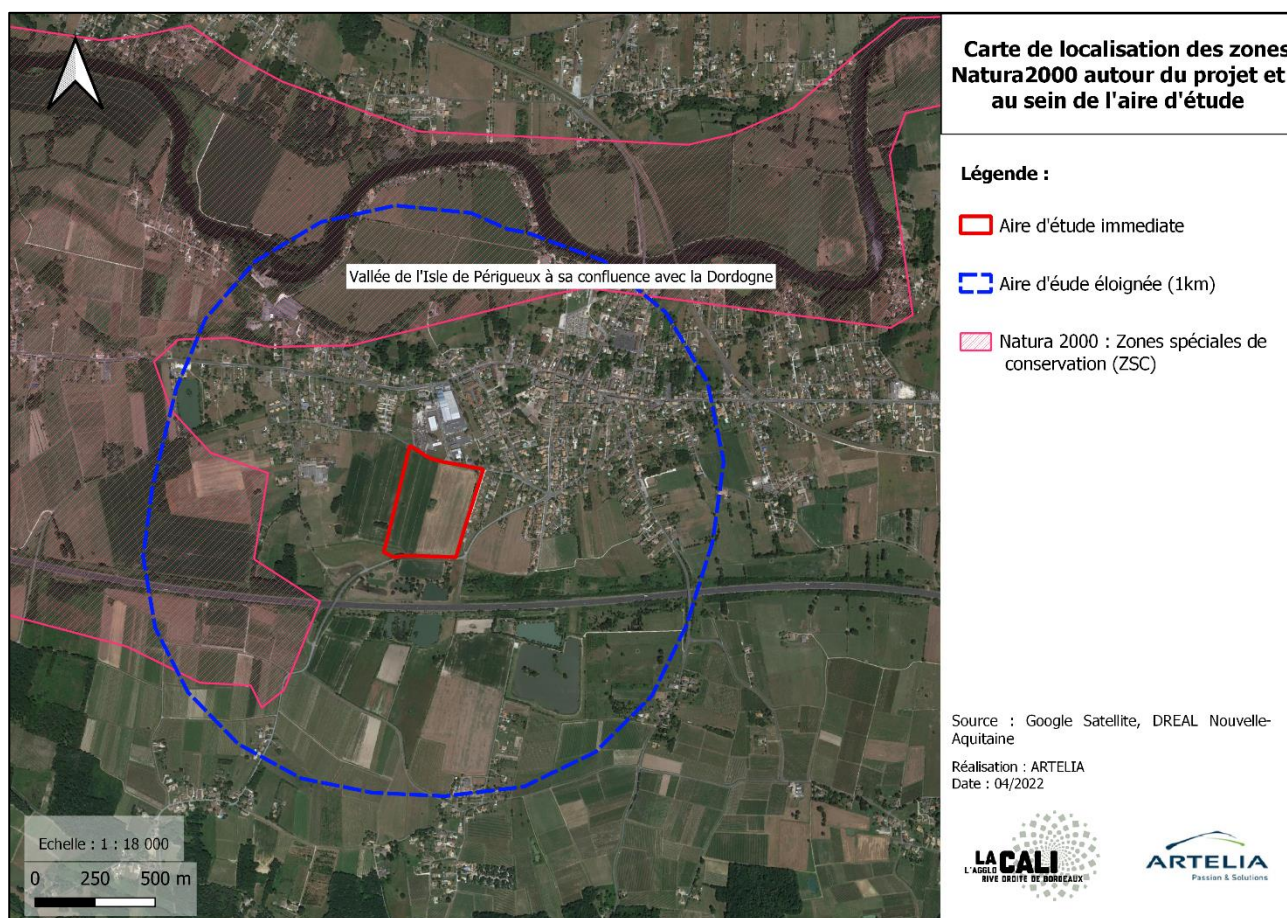 Carte de localisation des zones
Natura2000 autour du projet et
au sein de l'aire d'étude
Légende :
Aire d'étude immediate
Aire d'éude éloignée (1km)
Natura 2000 : Zones spéciales de
conservation (ZSC)
Vallée de l'Isle de Périgueux à sa confluence avec la Dordogne
Echelle : 1 : 18 000
0 250 500 m
Source : Google Satellite, DREAL Nouvelle-
Aquitaine
Réalisation : ARTELIA
Date : 04/2022
LA CALI
L'AGGLO
RIVE DROITE DE BORDEAUX
ARTELIA
Passion & Solutions